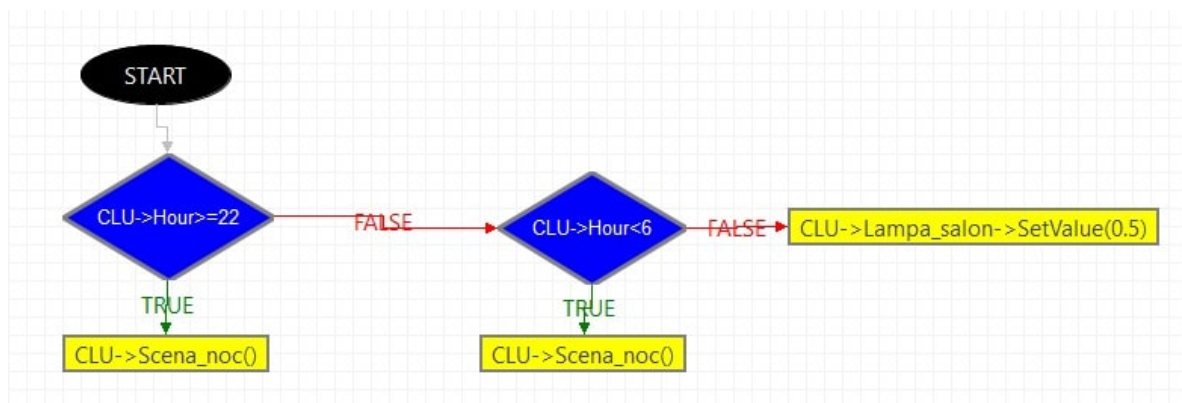 START
CLU->Hour>=22
FALSE
CLU->Hour<6
FALSE
CLU->Lampa_salon->SetValue(0.5)
TRUE
TRUE
CLU->Scena_noc()
CLU->Scena_noc()